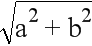 √(a² + b²)